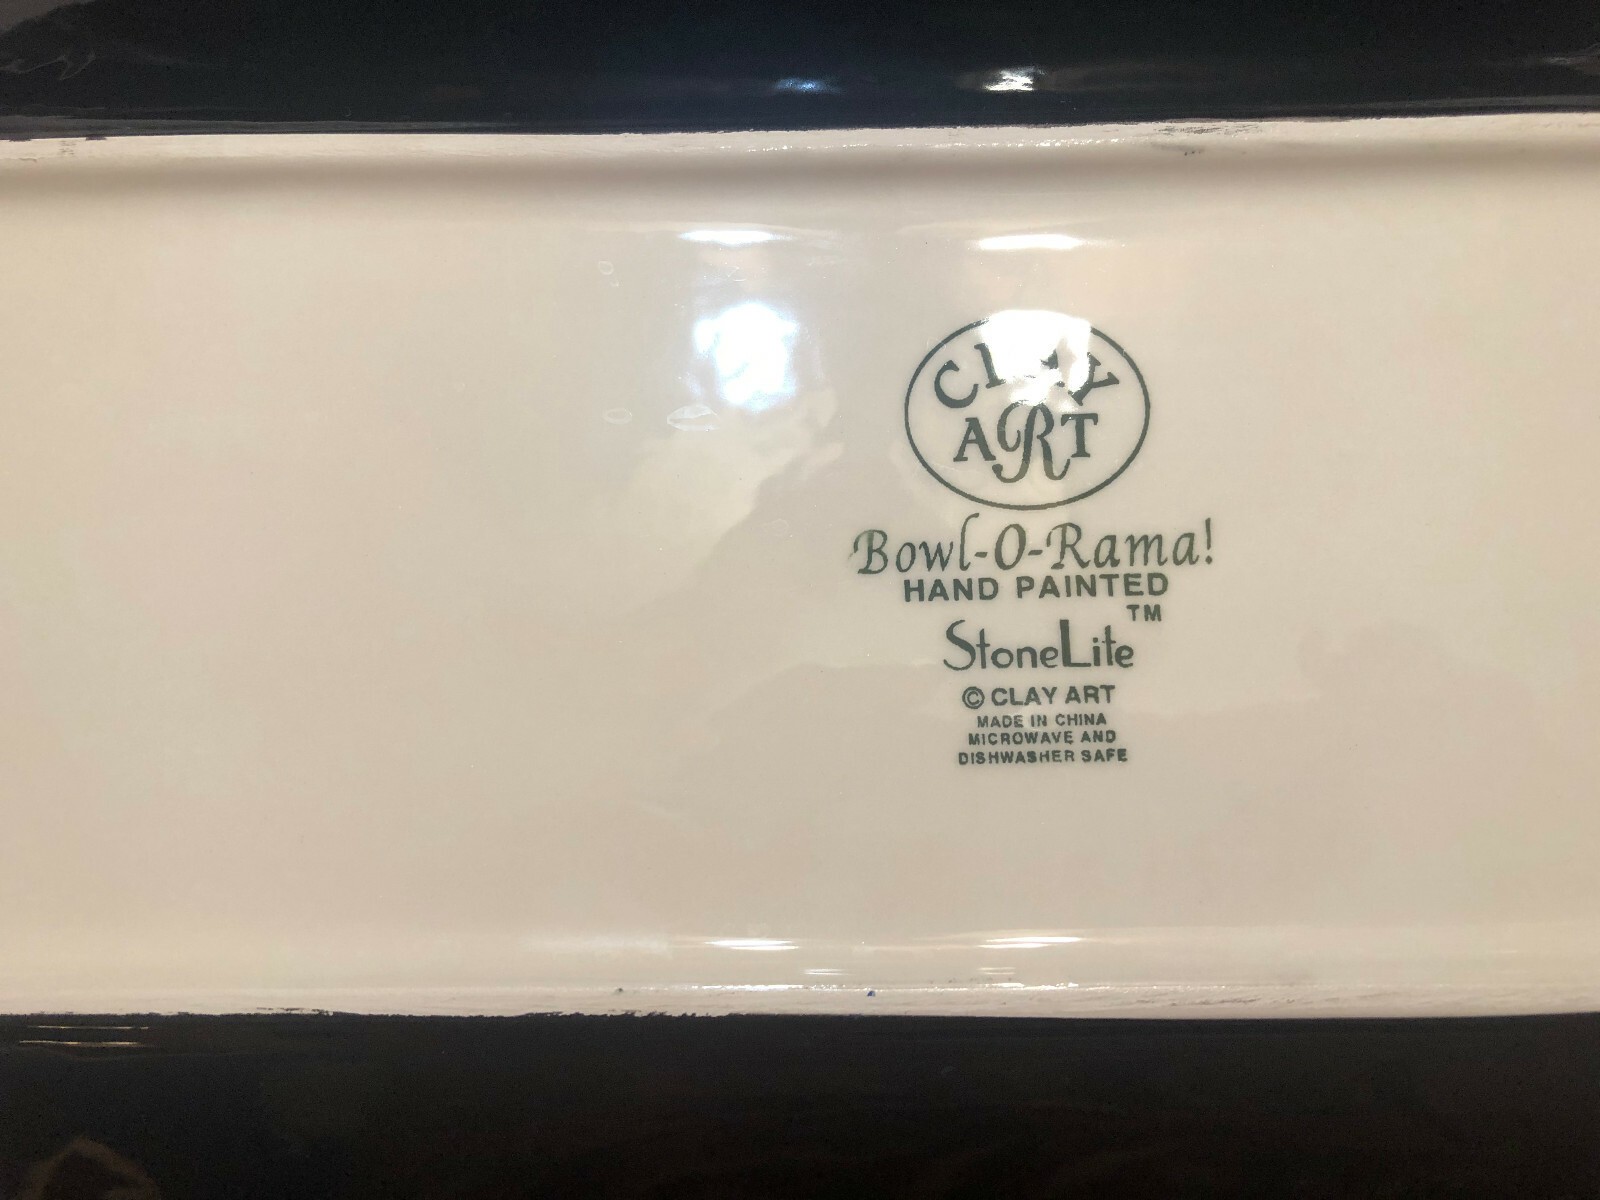 CLAY
ART
Bowl-O-Rama!
HAND PAINTED
StoneLite™
© CLAY ART
MADE IN CHINA
MICROWAVE AND
DISHWASHER SAFE